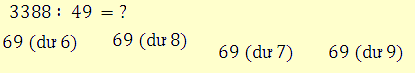 3388 : 49 = ?
69 (dư 6) 69 (dư 8) 69 (dư 7) 69 (dư 9)